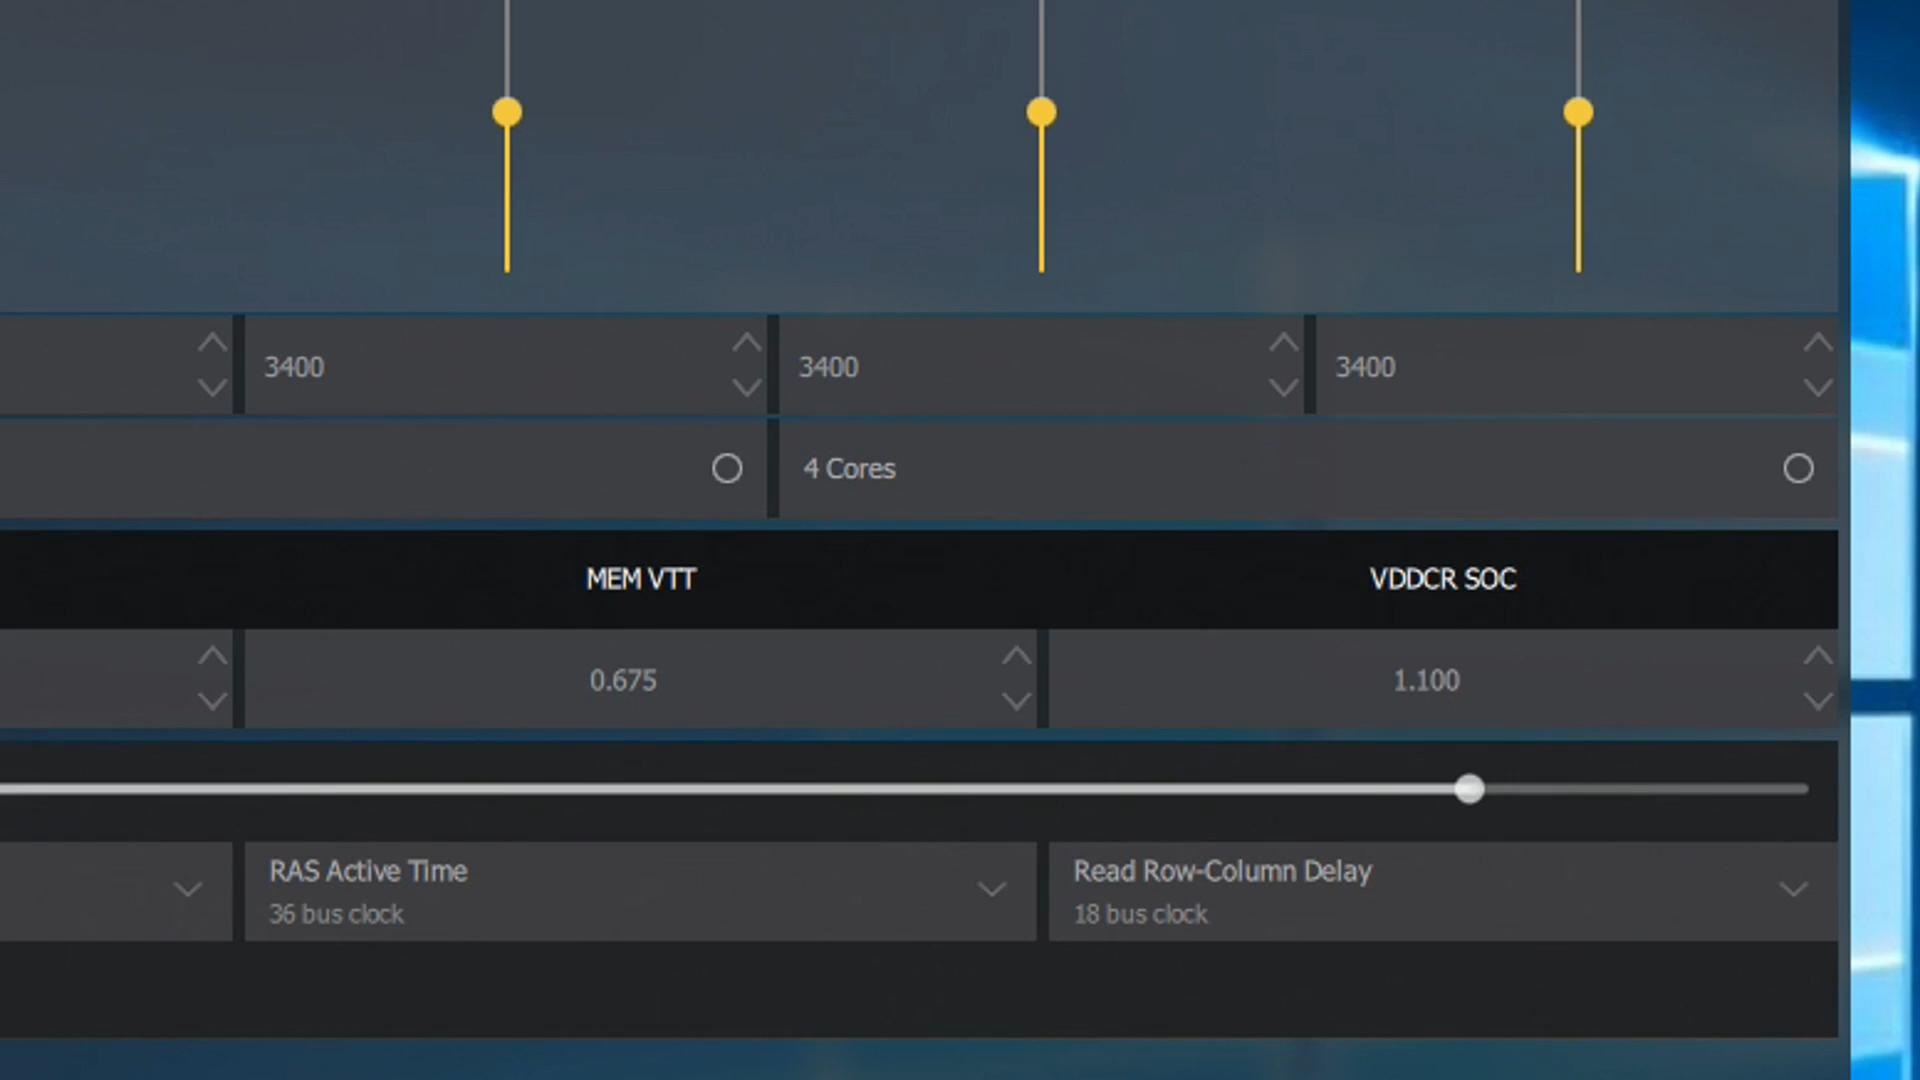 3400
3400
3400
4 Cores
MEM VTT
VDDCR SOC
0.675
1.100
RAS Active Time
36 bus clock
Read Row-Column Delay
18 bus clock